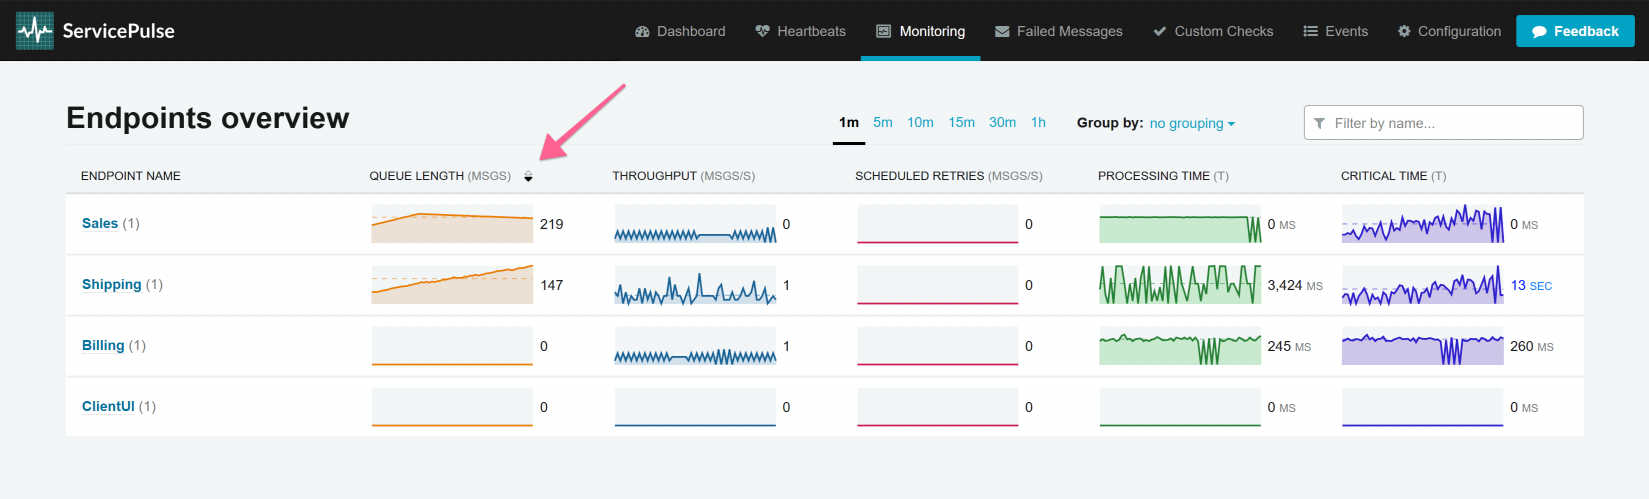 ServicePulse Dashboard Heartbeats Monitoring Failed Messages Custom Checks Events Configuration Feedback
Endpoints overview 1m 5m 10m 15m 30m 1h Group by: no grouping Filter by name...
ENDPOINT NAME QUEUE LENGTH (MSGS) THROUGHPUT (MSGS/S) SCHEDULED RETRIES (MSGS/S) PROCESSING TIME (T) CRITICAL TIME (T)
Sales (1) 219 0 0 0 MS 0 MS
Shipping (1) 147 1 0 3,424 MS 13 SEC
Billing (1) 0 1 0 245 MS 260 MS
ClientUI (1) 0 0 0 0 MS 0 MS